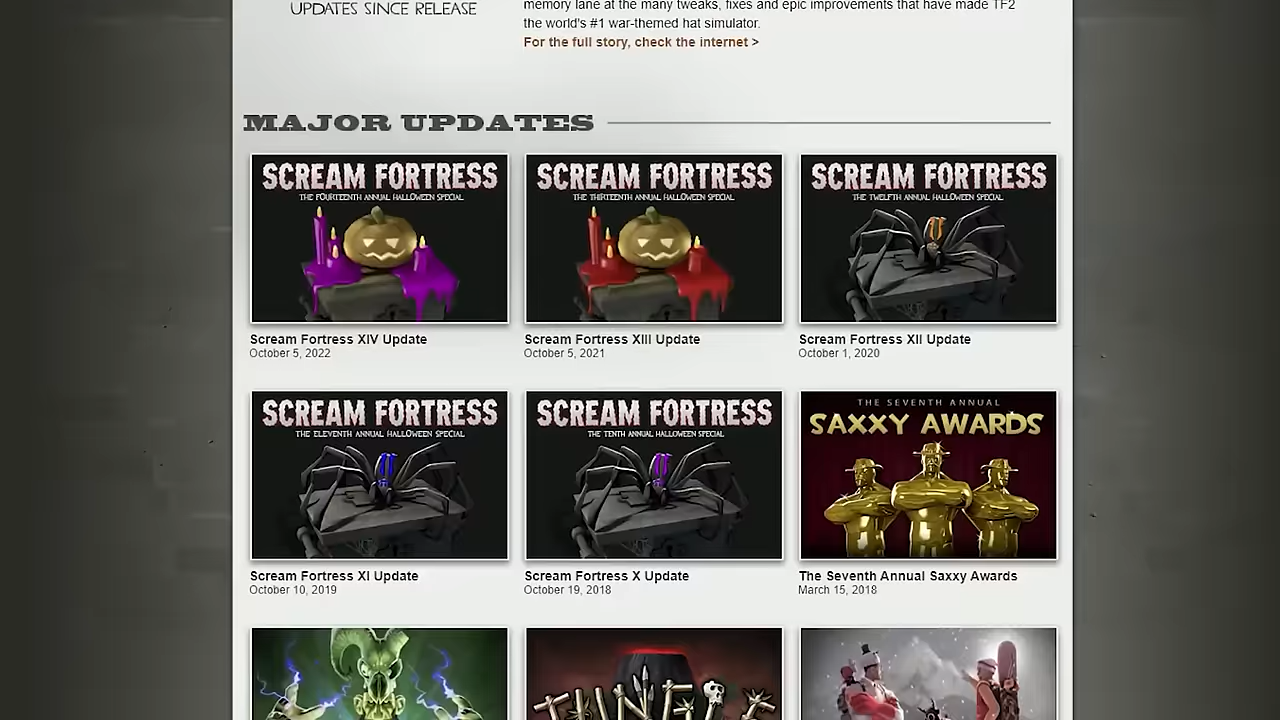 UPDATES SINCE RELEASE
memory lane at the many tweaks, fixes and epic improvements that have made TF2
the world's #1 war-themed hat simulator.
For the full story, check the internet >
MAJOR UPDATES
SCREAM FORTRESS
THE FOURTEENTH ANNUAL HALLOWEEN SPECIAL
Scream Fortress XIV Update
October 5, 2022
SCREAM FORTRESS
THE THIRTEENTH ANNUAL HALLOWEEN SPECIAL
Scream Fortress XIII Update
October 5, 2021
SCREAM FORTRESS
THE TWELFTH ANNUAL HALLOWEEN SPECIAL
Scream Fortress XII Update
October 1, 2020
SCREAM FORTRESS
THE ELEVENTH ANNUAL HALLOWEEN SPECIAL
Scream Fortress XI Update
October 10, 2019
SCREAM FORTRESS
THE TENTH ANNUAL HALLOWEEN SPECIAL
Scream Fortress X Update
October 19, 2018
THE SEVENTH ANNUAL
SAXXY AWARDS
The Seventh Annual Saxxy Awards
March 15, 2018
JUNGLE